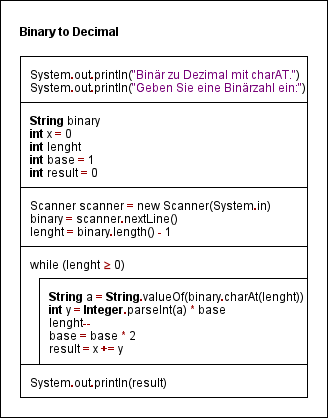 Binary to Decimal
System.out.println("Binär zu Dezimal mit charAT.")
System.out.println("Geben Sie eine Binärzahl ein:")
String binary
int x = 0
int lenght
int base = 1
int result = 0
Scanner scanner = new Scanner(System.in)
binary = scanner.nextLine()
lenght = binary.length() - 1
while (lenght ≥ 0)
String a = String.valueOf(binary.charAt(lenght))
int y = Integer.parseInt(a) * base
lenght--
base = base * 2
result = x += y
System.out.println(result)